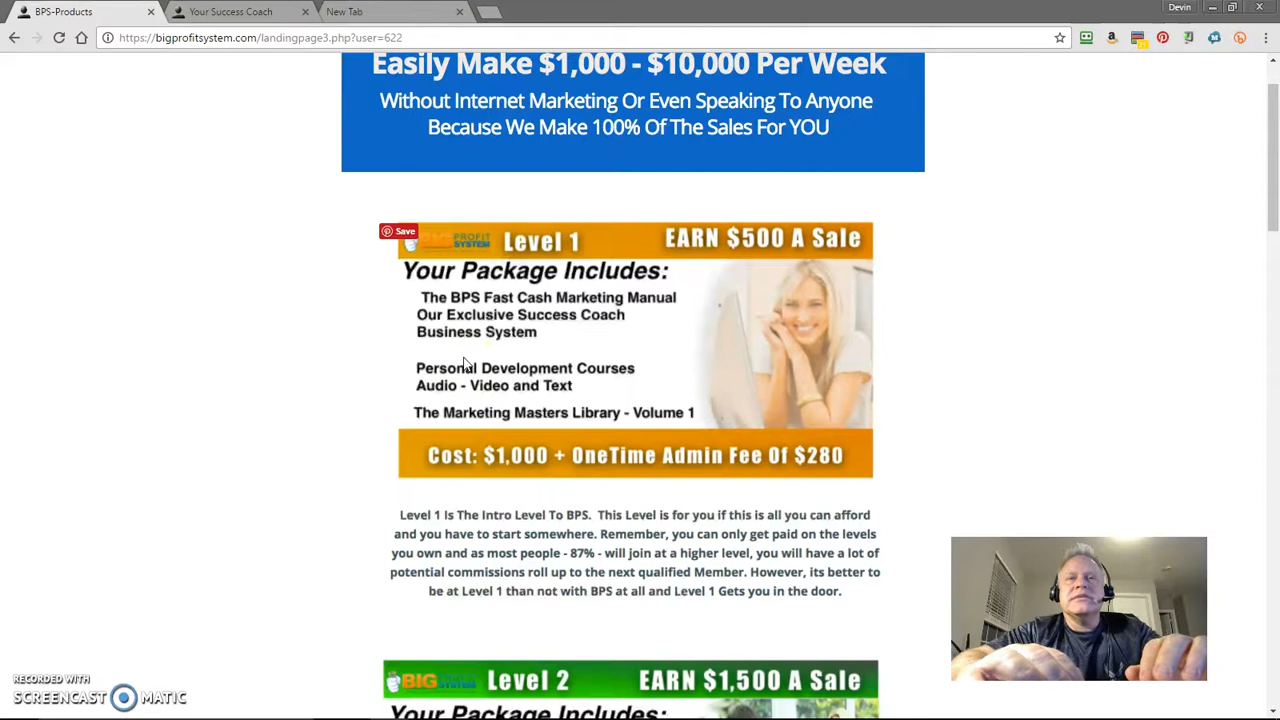 BPS-Products
Your Success Coach
New Tab
Devin
https://bigprofitsystem.com/landingpage3.php?user=622
Easily Make $1,000 - $10,000 Per Week
Without Internet Marketing Or Even Speaking To Anyone
Because We Make 100% Of The Sales For YOU
Save
BIG PROFIT SYSTEM
Level 1
EARN $500 A Sale
Your Package Includes:
The BPS Fast Cash Marketing Manual
Our Exclusive Success Coach
Business System
Personal Development Courses
Audio - Video and Text
The Marketing Masters Library - Volume 1
Cost: $1,000 + OneTime Admin Fee Of $280
Level 1 Is The Intro Level To BPS. This Level is for you if this is all you can afford
and you have to start somewhere. Remember, you can only get paid on the levels
you own and as most people - 87% - will join at a higher level, you will have a lot of
potential commissions roll up to the next qualified Member. However, its better to
be at Level 1 than not with BPS at all and Level 1 Gets you in the door.
BIG
SYSTEM
Level 2
EARN $1,500 A Sale
Your Package Includes:
RECORDED WITH
SCREENCAST MATIC